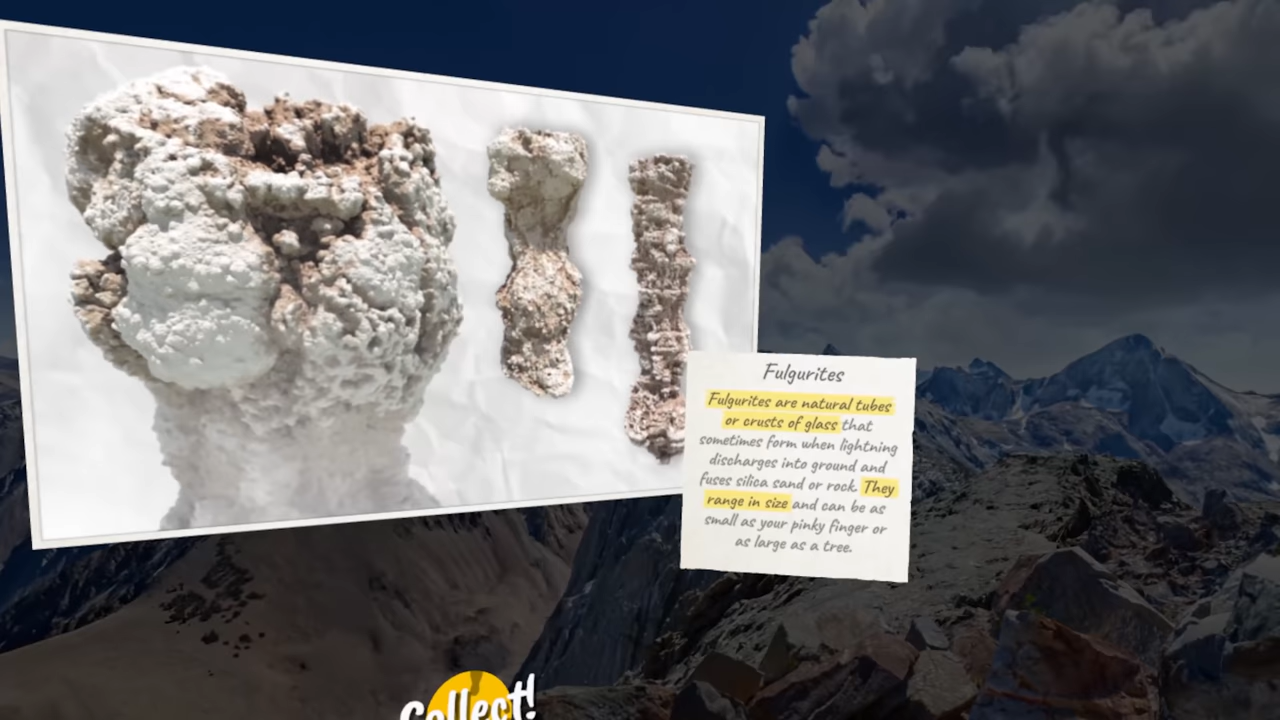 Fulgurites
Fulgurites are natural tubes
or crusts of glass that
sometimes form when lightning
discharges into ground and
fuses silica sand or rock. They
range in size and can be as
small as your pinky finger or
as large as a tree.
Collect!